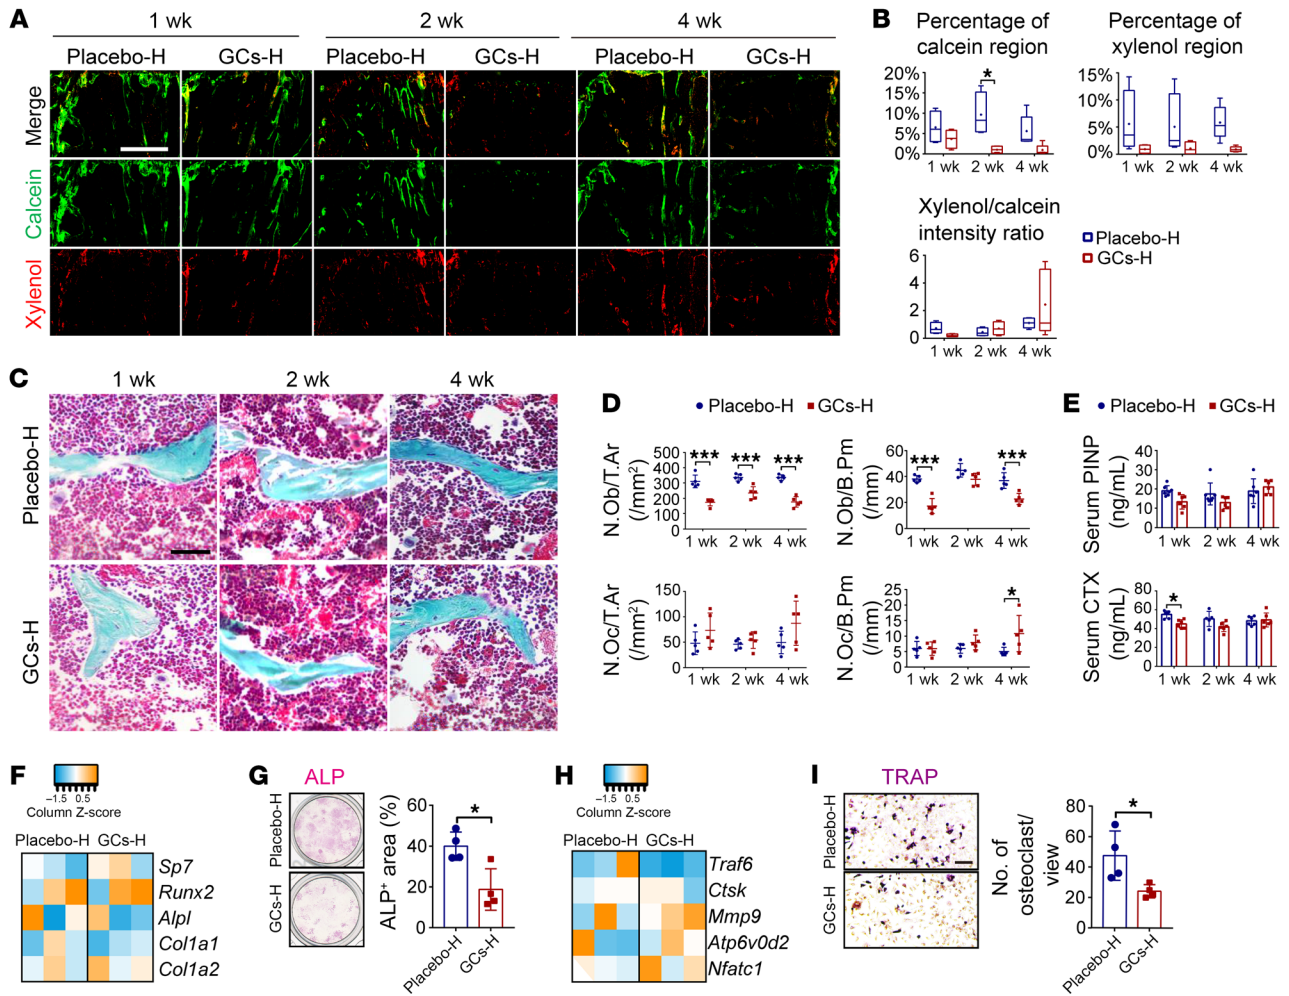 A
1 wk
2 wk
4 wk
Placebo-H
GCs-H
Placebo-H
GCs-H
Placebo-H
GCs-H
Merge
Calcein
Xylenol
B
Percentage of
calcein region
20%
15%
10%
5%
0%
*
1 wk
2 wk
4 wk
Percentage of
xylenol region
15%
10%
5%
0%
1 wk
2 wk
4 wk
Xylenol/calcein
intensity ratio
6
4
2
0
1 wk
2 wk
4 wk
Placebo-H
GCs-H
C
1 wk
2 wk
4 wk
Placebo-H
GCs-H
D
Placebo-H
GCs-H
N.Ob/T.Ar
(/mm²)
500
400
300
200
100
0
***
***
***
1 wk
2 wk
4 wk
N.Ob/B.Pm
(/mm)
60
40
20
0
***
***
1 wk
2 wk
4 wk
N.Oc/T.Ar
(/mm²)
150
100
50
0
1 wk
2 wk
4 wk
N.Oc/B.Pm
(/mm)
25
20
15
10
5
0
*
1 wk
2 wk
4 wk
E
Placebo-H
GCs-H
Serum PINP
(ng/mL)
40
30
20
10
0
1 wk
2 wk
4 wk
Serum CTX
(ng/mL)
80
60
40
20
0
*
1 wk
2 wk
4 wk
F
−1.5 0.5
Column Z-score
Placebo-H GCs-H
Sp7
Runx2
Alpl
Col1a1
Col1a2
G
ALP
Placebo-H
GCs-H
ALP⁺ area (%)
60
40
20
0
*
Placebo-H
GCs-H
H
−1.5 0.5
Column Z-score
Placebo-H GCs-H
Traf6
Ctsk
Mmp9
Atp6v0d2
Nfatc1
I
TRAP
Placebo-H
GCs-H
No. of
osteoclast/
view
80
60
40
20
0
*
Placebo-H
GCs-H